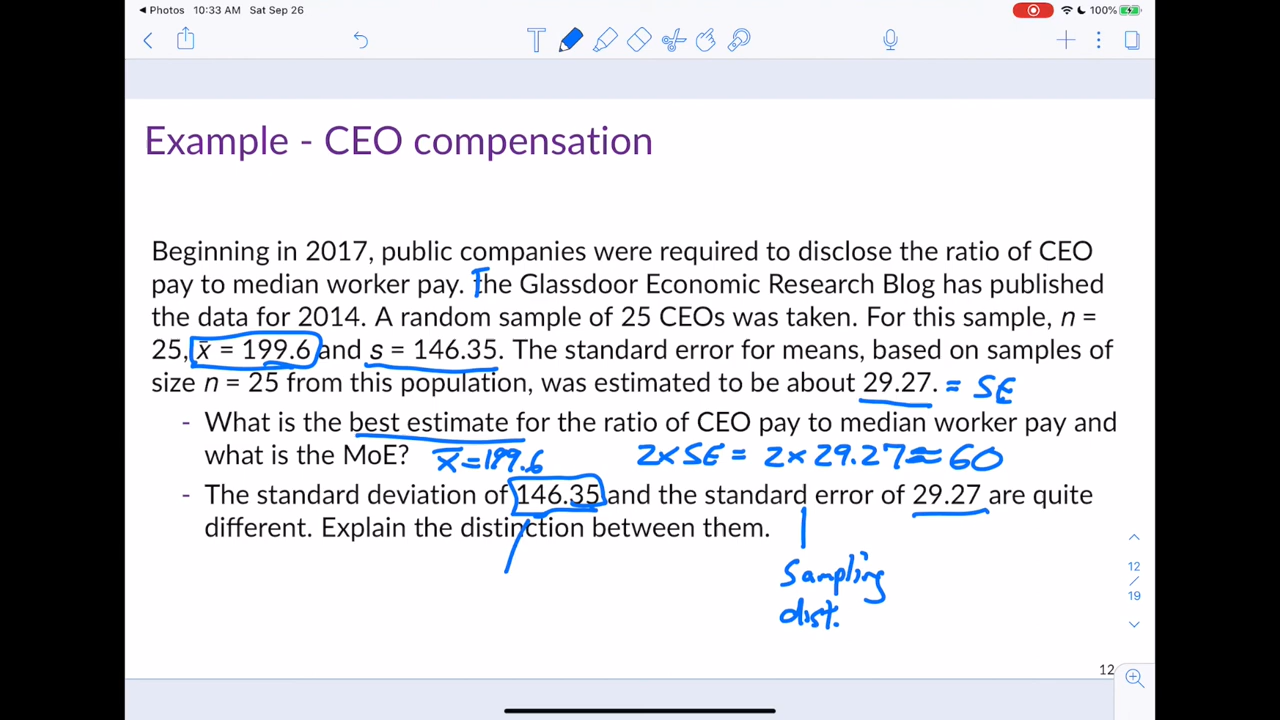 Photos 10:33 AM Sat Sep 26 100%
T
Example - CEO compensation
Beginning in 2017, public companies were required to disclose the ratio of CEO
pay to median worker pay. The Glassdoor Economic Research Blog has published
the data for 2014. A random sample of 25 CEOs was taken. For this sample, n =
25, x̄ = 199.6 and s = 146.35. The standard error for means, based on samples of
size n = 25 from this population, was estimated to be about 29.27. = SE
- What is the best estimate for the ratio of CEO pay to median worker pay and
what is the MoE? x̄ = 199.6 2×SE = 2×29.27≈60
- The standard deviation of 146.35 and the standard error of 29.27 are quite
different. Explain the distinction between them.
Sampling
dist.
12
/
19
12